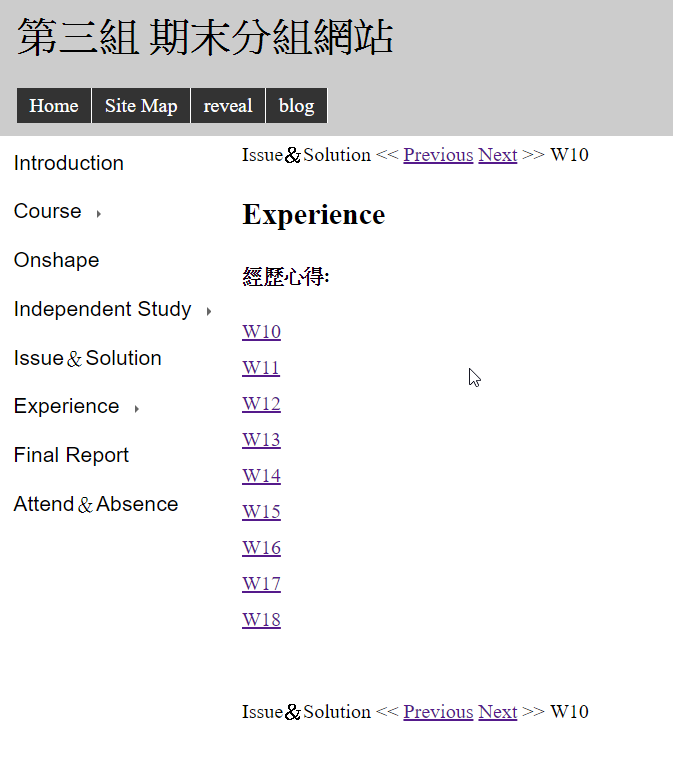 第三組 期末分組網站
Home Site Map reveal blog
Introduction
Course
Onshape
Independent Study
Issue＆Solution
Experience
Final Report
Attend＆Absence
Issue＆Solution << Previous Next >> W10
Experience
經歷心得:
W10
W11
W12
W13
W14
W15
W16
W17
W18
Issue＆Solution << Previous Next >> W10